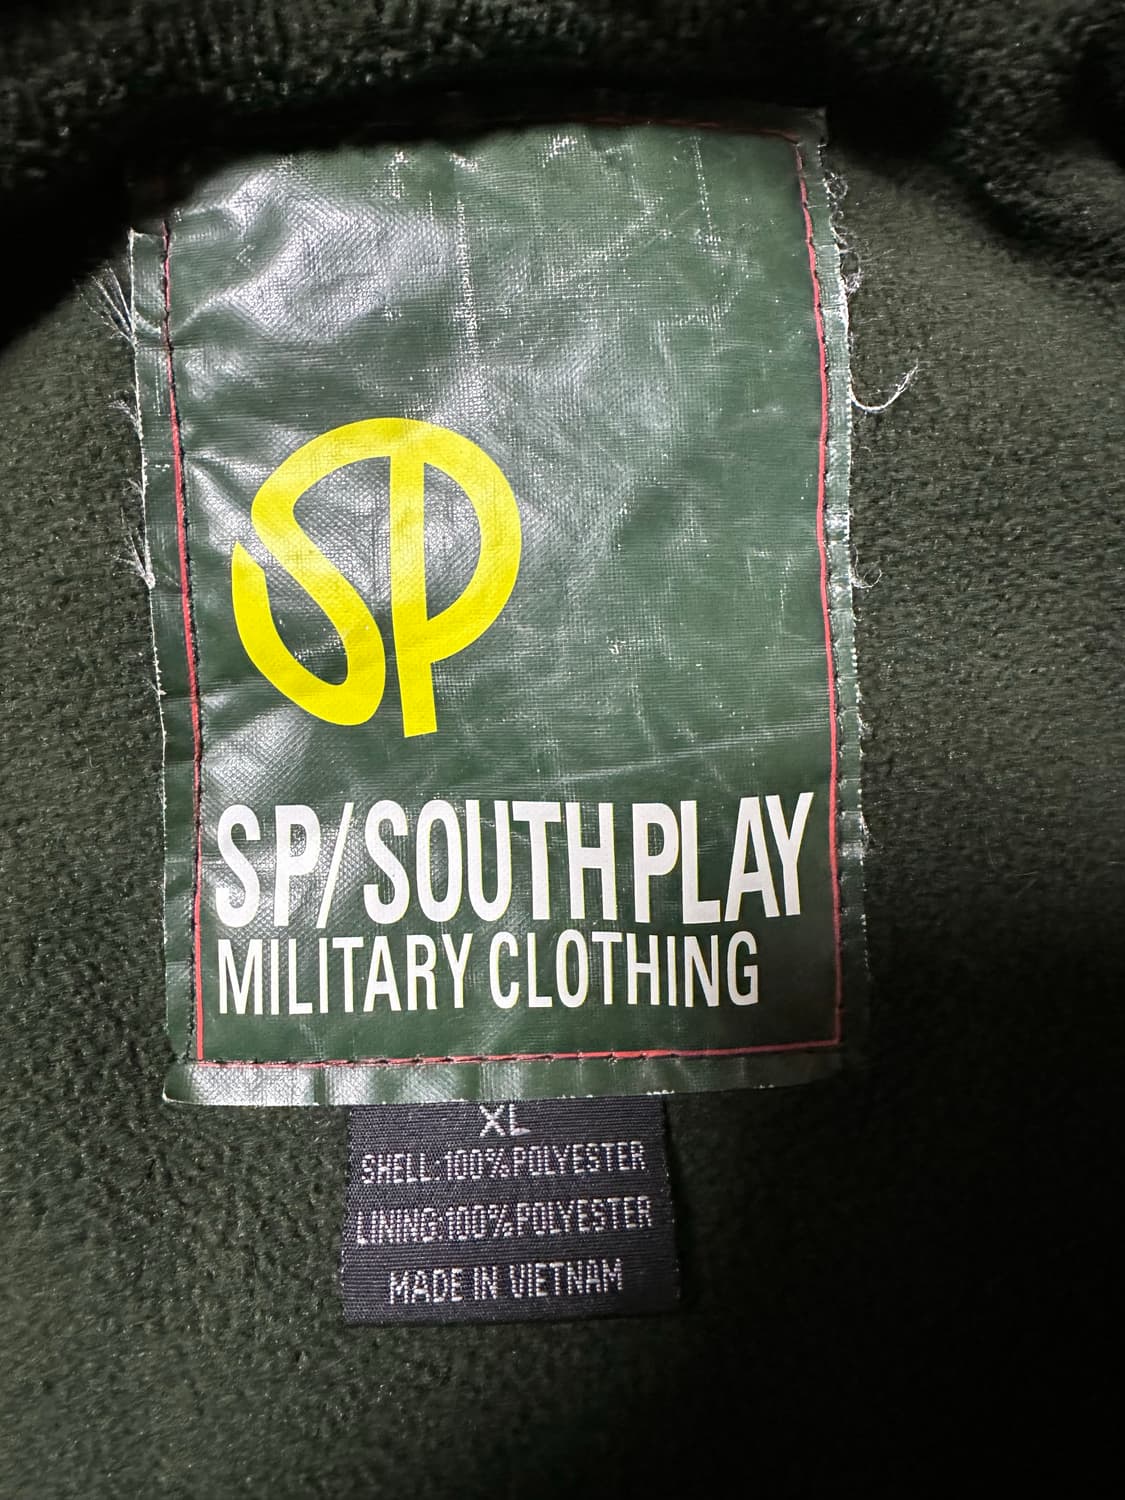 SP
SP/SOUTH PLAY
MILITARY CLOTHING
XL
SHELL:100%POLYESTER
LINING:100%POLYESTER
MADE IN VIETNAM